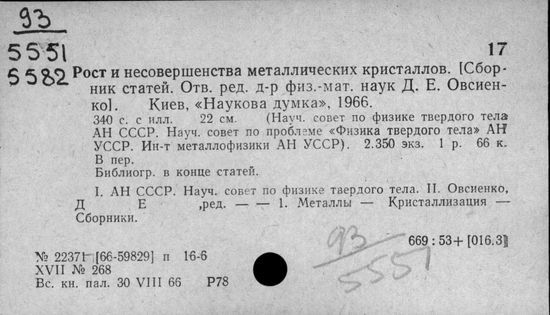 93
5551
5582
17
Рост и несовершенства металлических кристаллов. [Сбор-
ник статей. Отв. ред. д-р физ.-мат. наук Д. Е. Овсиен-
ко]. Киев, «Наукова думка», 1966.
340 с. с илл. 22 см. (Науч. совет по физике твердого тела
АН СССР. Науч. совет по проблеме «Физика твердого тела» АН
УССР. Ин-т металлофизики АН УССР). 2.350 экз. 1 р. 66 к.
В пер.
Библиогр. в конце статей.
I. АН СССР. Науч. совет по физике твердого тела. II. Овсиенко,
Д Е ,ред. — — 1. Металлы — Кристаллизация —
Сборники.
669 : 53 + [016.3]
93
5551
№ 22371 [66-59829] п 16-6
XVII № 268
Вс. кн. пал. 30 VIII 66 Р78